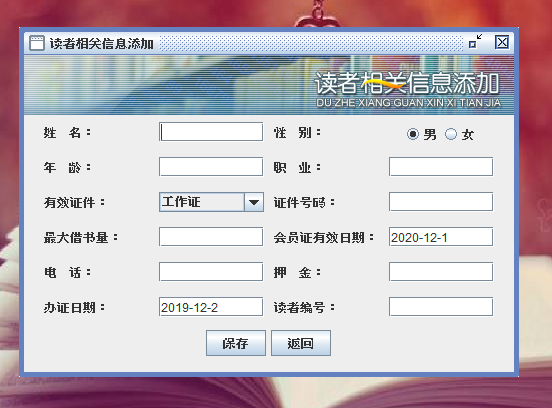 读者相关信息添加
读者相关信息添加
DU ZHE XIANG GUAN XIN XI TIAN JIA
姓 名： 性 别： 男 女
年 龄： 职 业：
有效证件： 工作证 证件号码：
最大借书量： 会员证有效日期： 2020-12-1
电 话： 押 金：
办证日期： 2019-12-2 读者编号：
保存 返回